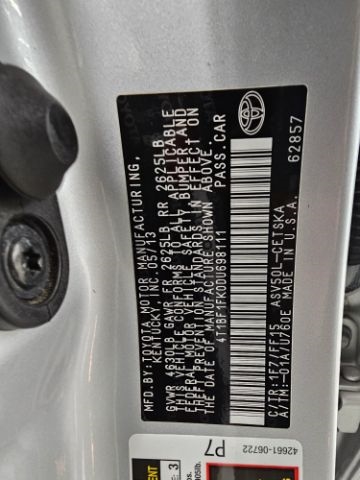 MFD.BY:TOYOTA MOTOR MANUFACTURING,
KENTUCKY, INC. 05/13
GVWR 4630LB GAWR FR 2625LB RR 2625LB
THIS VEHICLE CONFORMS TO ALL APPLICABLE
FEDERAL MOTOR VEHICLE SAFETY, BUMPER, AND
THEFT PREVENTION STANDARDS IN EFFECT ON
THE DATE OF MANUFACTURE SHOWN ABOVE.
4T1BF1FK0DU698111 PASS.CAR
C/TR:1F7/FF15 ASV50L-CETSKA
A/TM:-01A/U760E MADE IN U.S.A. 62857
42661-06722
P7
3